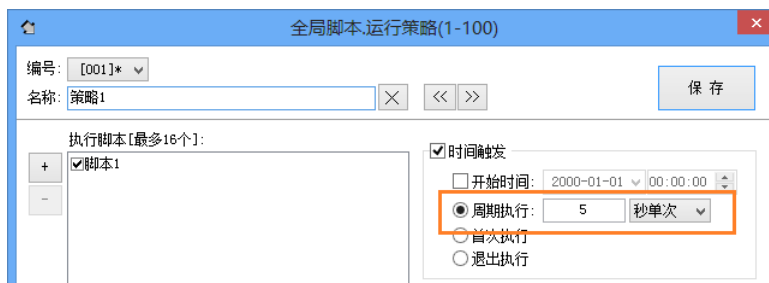 全局脚本.运行策略(1-100)
编号: [001]*
名称: 策略1
<< >>
保存
执行脚本[最多16个]:
脚本1
+
-
时间触发
开始时间: 2000-01-01 00:00:00
周期执行: 5 秒单次
首次执行
退出执行